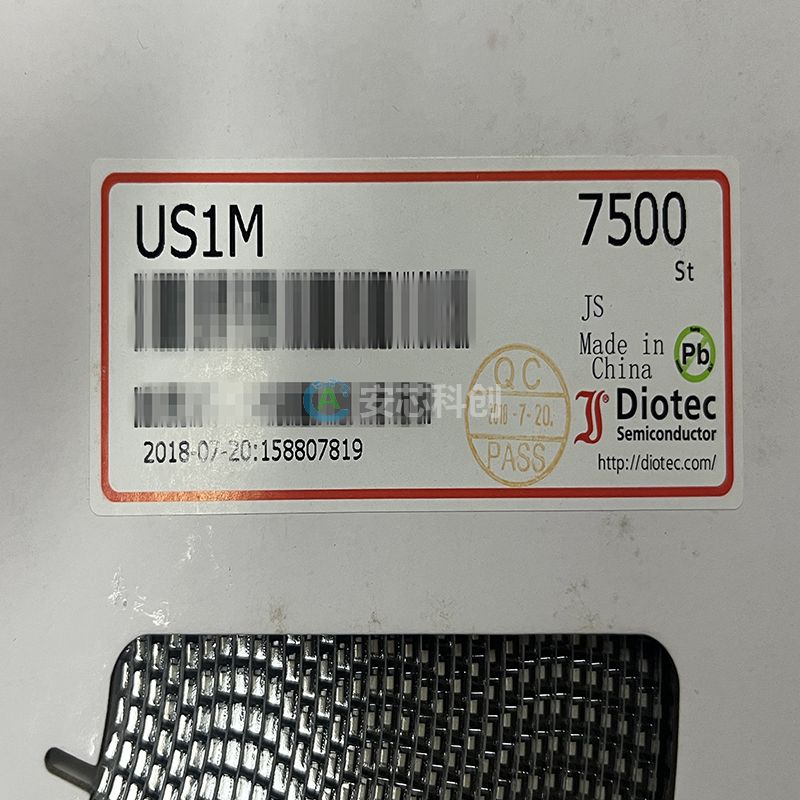 US1M
7500
St
JS
Made in
China
Pb
QC
2018-7-20.
PASS
Diotec
Semiconductor
http://diotec.com/
安芯科创
2018-07-20:158807819